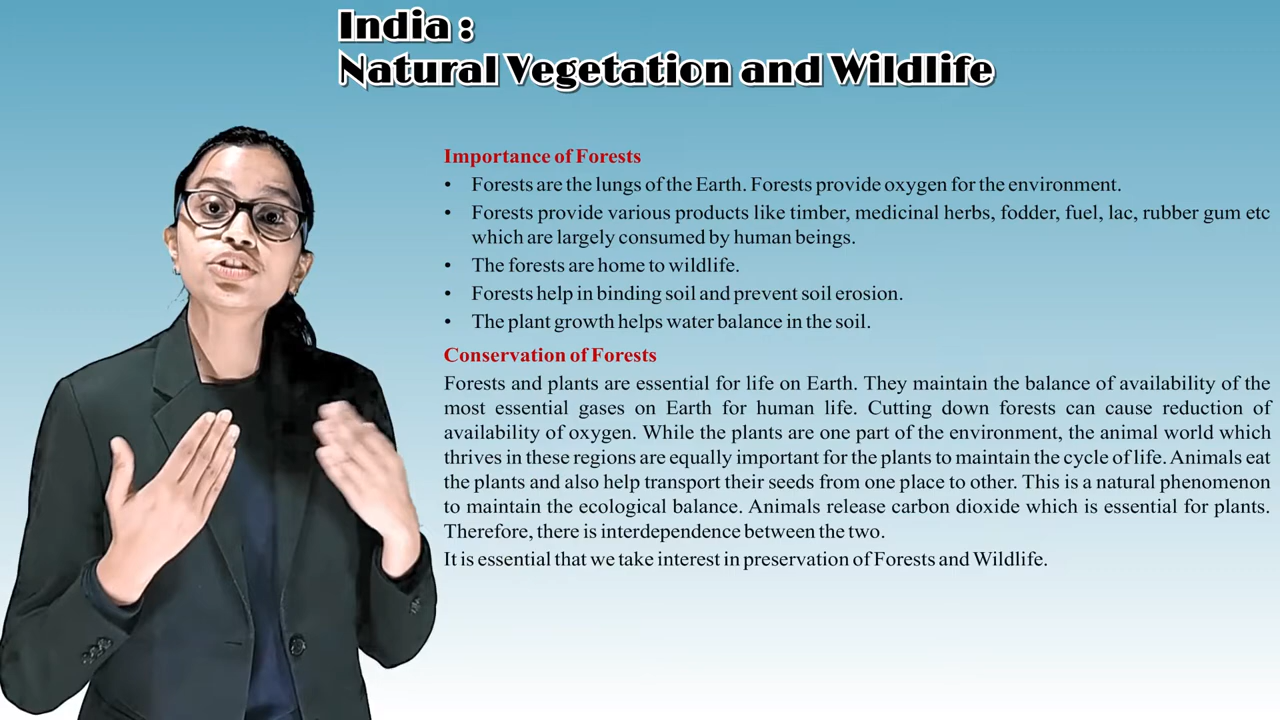 India :
Natural Vegetation and Wildlife
Importance of Forests
• Forests are the lungs of the Earth. Forests provide oxygen for the environment.
• Forests provide various products like timber, medicinal herbs, fodder, fuel, lac, rubber gum etc
which are largely consumed by human beings.
• The forests are home to wildlife.
• Forests help in binding soil and prevent soil erosion.
• The plant growth helps water balance in the soil.
Conservation of Forests
Forests and plants are essential for life on Earth. They maintain the balance of availability of the
most essential gases on Earth for human life. Cutting down forests can cause reduction of
availability of oxygen. While the plants are one part of the environment, the animal world which
thrives in these regions are equally important for the plants to maintain the cycle of life. Animals eat
the plants and also help transport their seeds from one place to other. This is a natural phenomenon
to maintain the ecological balance. Animals release carbon dioxide which is essential for plants.
Therefore, there is interdependence between the two.
It is essential that we take interest in preservation of Forests and Wildlife.